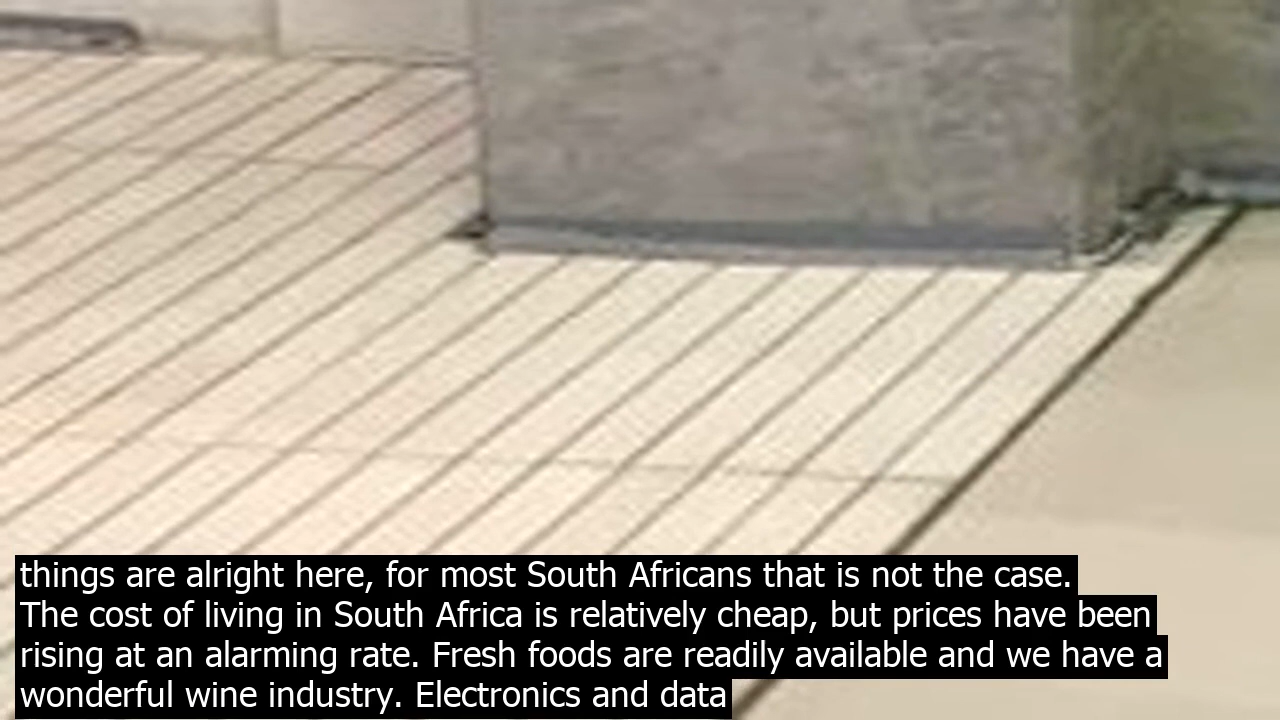 things are alright here, for most South Africans that is not the case.
The cost of living in South Africa is relatively cheap, but prices have been
rising at an alarming rate. Fresh foods are readily available and we have a
wonderful wine industry. Electronics and data